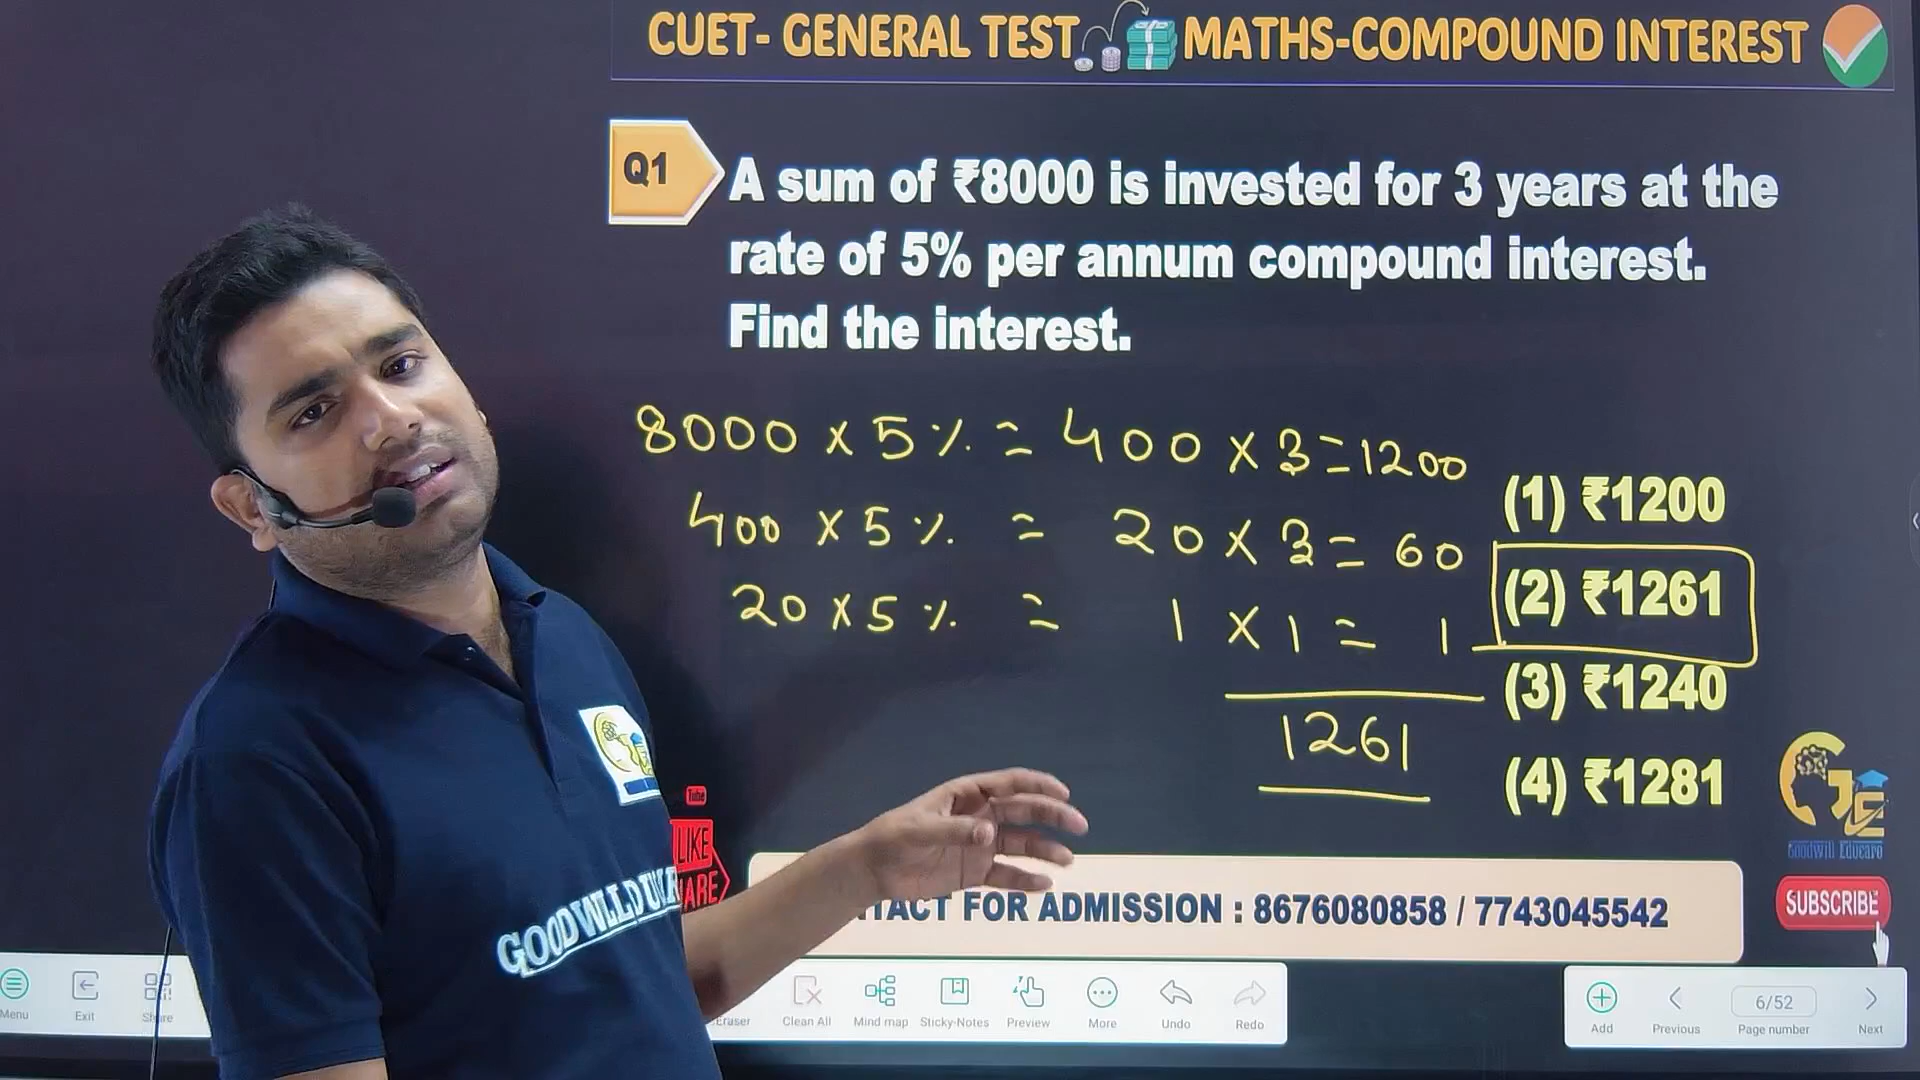 CUET- GENERAL TEST MATHS-COMPOUND INTEREST
Q1
A sum of ₹8000 is invested for 3 years at the
rate of 5% per annum compound interest.
Find the interest.
8000 × 5 % = 400 × 3 = 1200
400 × 5 % = 20 × 3 = 60
20 × 5 % = 1 × 1 = 1
1261
(1) ₹1200
(2) ₹1261
(3) ₹1240
(4) ₹1281
Goodwill Educare
SUBSCRIBE
Tube
LIKE
ARE
TACT FOR ADMISSION : 8676080858 / 7743045542
GOODWILL
Menu
Exit
Share
Eraser
Clean All
Mind map
Sticky-Notes
Preview
More
Undo
Redo
Add
Previous
6/52
Page number
Next